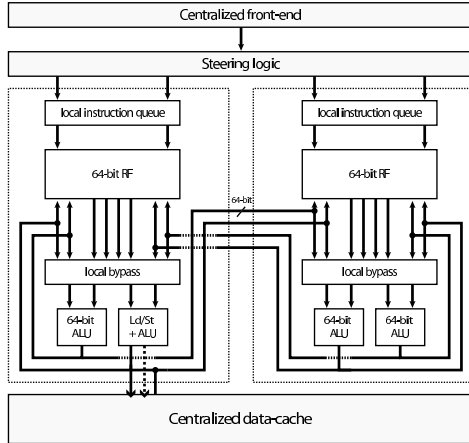 Centralized front-end
Steering logic
local instruction queue
local instruction queue
64-bit RF
64-bit
64-bit RF
local bypass
local bypass
64-bit
ALU
Ld/St
+ ALU
64-bit
ALU
64-bit
ALU
Centralized data-cache